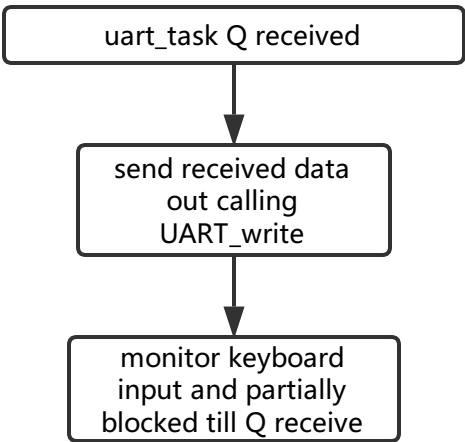 uart_task Q received
send received data
out calling
UART_write
monitor keyboard
input and partially
blocked till Q receive